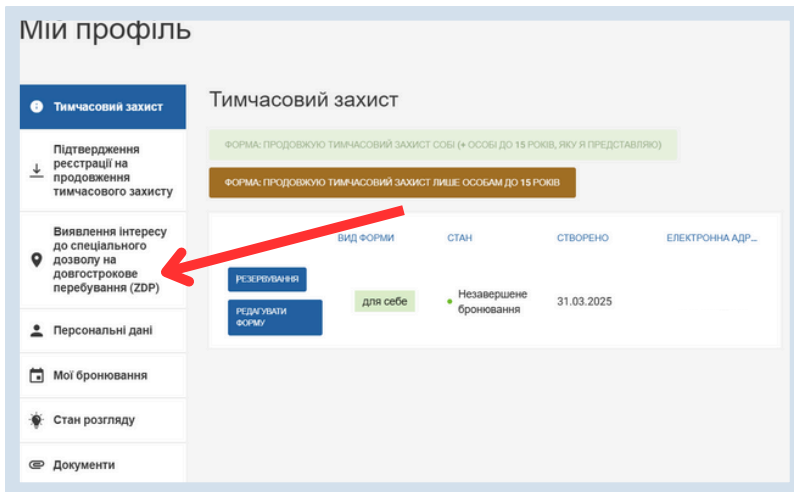 Мій профіль
Тимчасовий захист
Підтвердження
реєстрації на
продовження
тимчасового захисту
Виявлення інтересу
до спеціального
дозволу на
довгострокове
перебування (ZDP)
Персональні дані
Мої бронювання
Стан розгляду
Документи
Тимчасовий захист
ФОРМА: ПРОДОВЖУЮ ТИМЧАСОВИЙ ЗАХИСТ СОБІ (+ ОСОБІ ДО 15 РОКІВ, ЯКУ Я ПРЕДСТАВЛЯЮ)
ФОРМА: ПРОДОВЖУЮ ТИМЧАСОВИЙ ЗАХИСТ ЛИШЕ ОСОБАМ ДО 15 РОКІВ
ВИД ФОРМИ СТАН СТВОРЕНО ЕЛЕКТРОННА АДР...
РЕЗЕРВУВАННЯ
РЕДАГУВАТИ
ФОРМУ
для себе
Незавершене
бронювання
31.03.2025